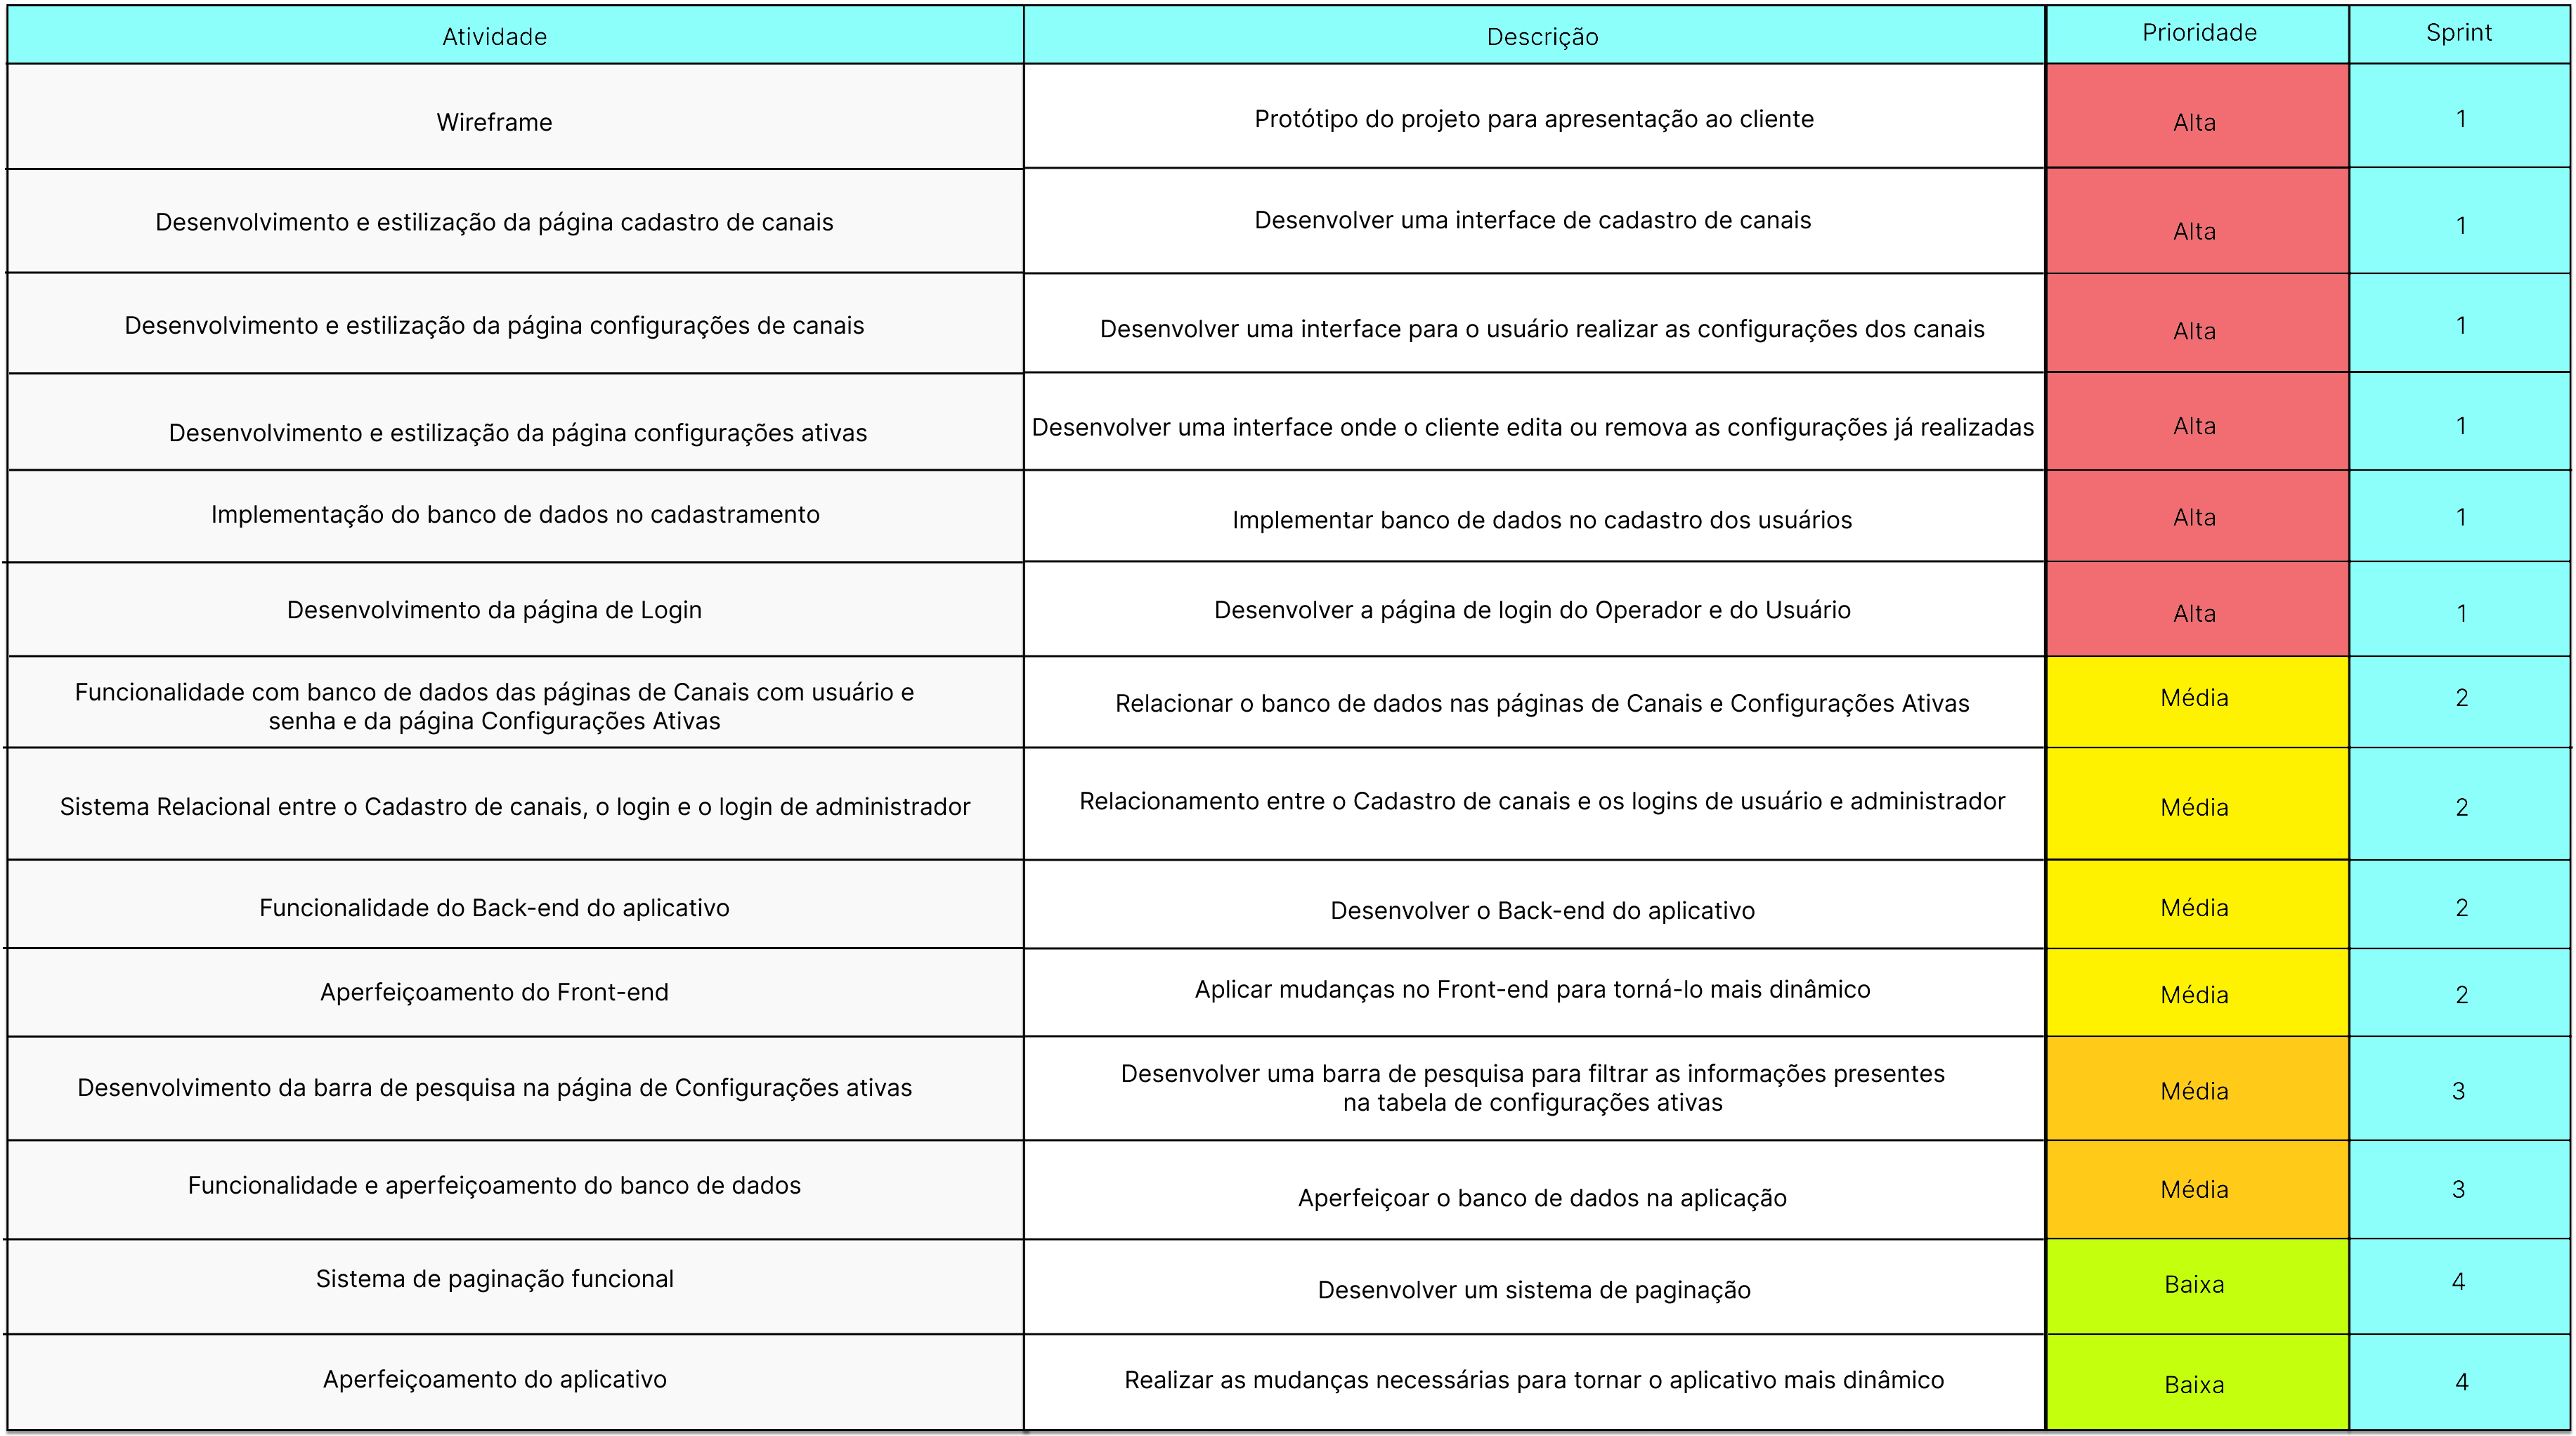 Atividade
Descrição
Prioridade
Sprint
Wireframe
Protótipo do projeto para apresentação ao cliente
Alta
1
Desenvolvimento e estilização da página cadastro de canais
Desenvolver uma interface de cadastro de canais
Alta
1
Desenvolvimento e estilização da página configurações de canais
Desenvolver uma interface para o usuário realizar as configurações dos canais
Alta
1
Desenvolvimento e estilização da página configurações ativas
Desenvolver uma interface onde o cliente edita ou remova as configurações já realizadas
Alta
1
Implementação do banco de dados no cadastramento
Implementar banco de dados no cadastro dos usuários
Alta
1
Desenvolvimento da página de Login
Desenvolver a página de login do Operador e do Usuário
Alta
1
Funcionalidade com banco de dados das páginas de Canais com usuário e
senha e da página Configurações Ativas
Relacionar o banco de dados nas páginas de Canais e Configurações Ativas
Média
2
Sistema Relacional entre o Cadastro de canais, o login e o login de administrador
Relacionamento entre o Cadastro de canais e os logins de usuário e administrador
Média
2
Funcionalidade do Back-end do aplicativo
Desenvolver o Back-end do aplicativo
Média
2
Aperfeiçoamento do Front-end
Aplicar mudanças no Front-end para torná-lo mais dinâmico
Média
2
Desenvolvimento da barra de pesquisa na página de Configurações ativas
Desenvolver uma barra de pesquisa para filtrar as informações presentes
na tabela de configurações ativas
Média
3
Funcionalidade e aperfeiçoamento do banco de dados
Aperfeiçoar o banco de dados na aplicação
Média
3
Sistema de paginação funcional
Desenvolver um sistema de paginação
Baixa
4
Aperfeiçoamento do aplicativo
Realizar as mudanças necessárias para tornar o aplicativo mais dinâmico
Baixa
4